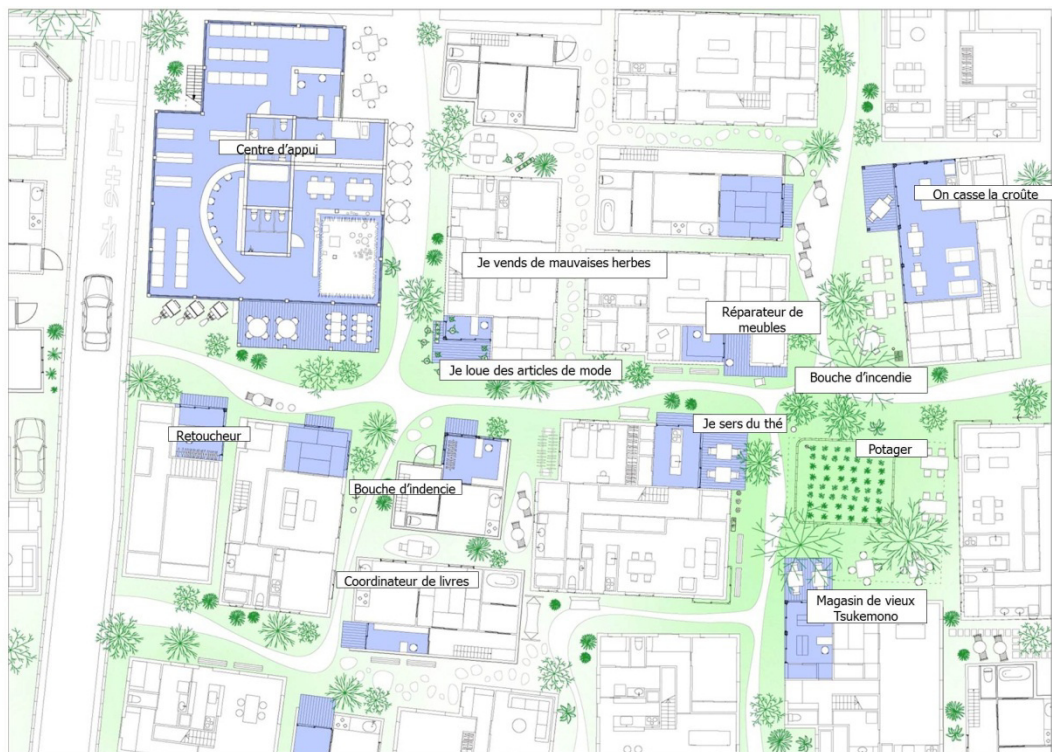 Centre d'appui
On casse la croûte
Je vends de mauvaises herbes
Réparateur de
meubles
Je loue des articles de mode
Bouche d'incendie
Je sers du thé
Retoucheur
Potager
Bouche d'indencie
Coordinateur de livres
Magasin de vieux
Tsukemono